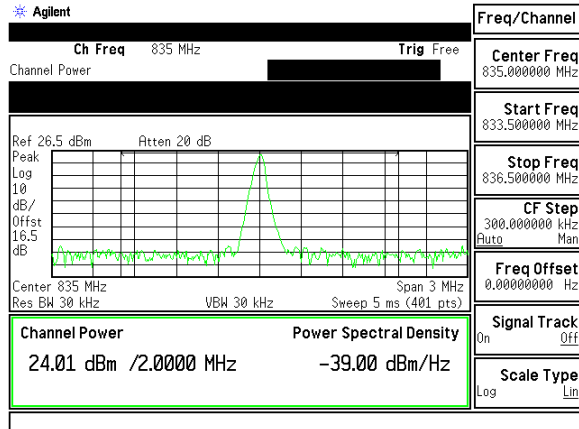 Agilent
Ch Freq 835 MHz Trig Free
Channel Power
Ref 26.5 dBm Atten 20 dB
Peak
Log
10
dB/
Offst
16.5
dB
Center 835 MHz Span 3 MHz
Res BW 30 kHz VBW 30 kHz Sweep 5 ms (401 pts)
Channel Power Power Spectral Density
24.01 dBm /2.0000 MHz -39.00 dBm/Hz
Freq/Channel
Center Freq
835.000000 MHz
Start Freq
833.500000 MHz
Stop Freq
836.500000 MHz
CF Step
300.000000 kHz
Auto Man
Freq Offset
0.00000000 Hz
Signal Track
On Off
Scale Type
Log Lin